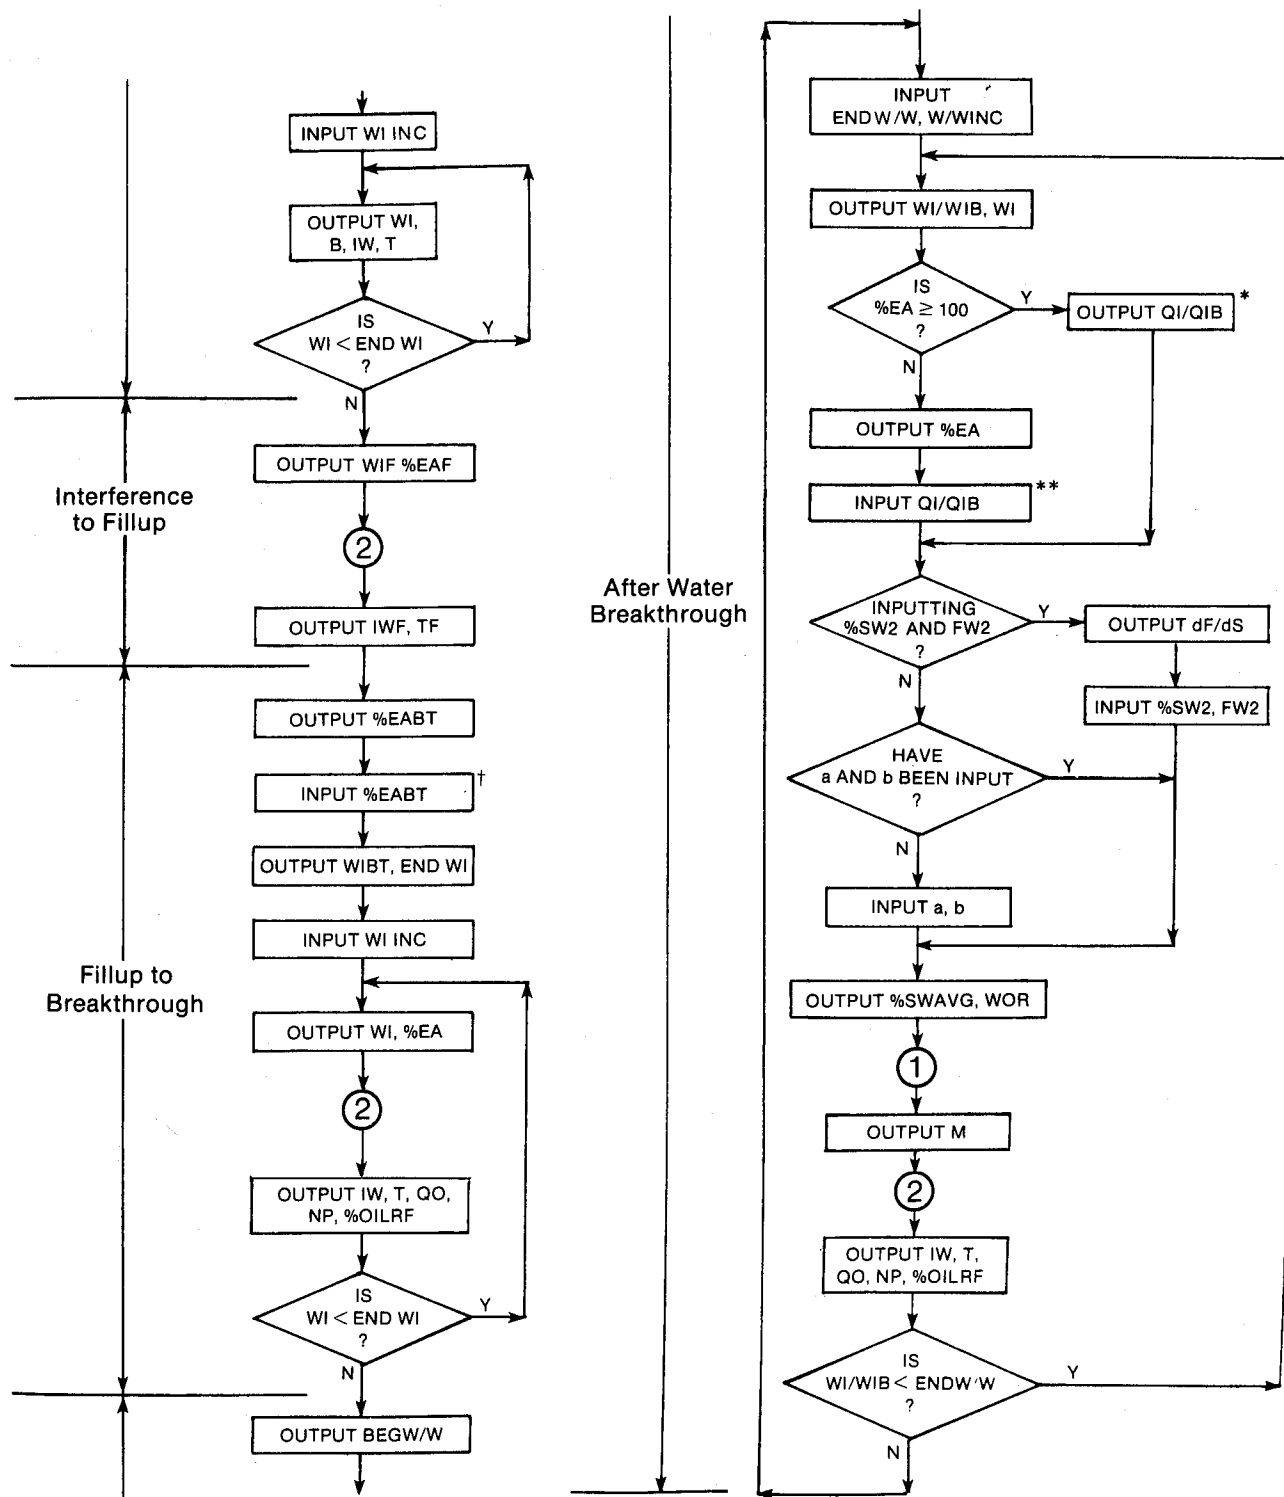 INPUT WI INC
OUTPUT WI,
B, IW, T
IS
WI < END WI
?
Y
N
OUTPUT WIF %EAF
Interference
to Fillup
2
OUTPUT IWF, TF
OUTPUT %EABT
INPUT %EABT †
OUTPUT WIBT, END WI
INPUT WI INC
Fillup to
Breakthrough
OUTPUT WI, %EA
2
OUTPUT IW, T, QO,
NP, %OILRF
IS
WI < END WI
?
Y
N
OUTPUT BEGW/W
After Water
Breakthrough
INPUT
ENDW/W, W/WINC
OUTPUT WI/WIB, WI
IS
%EA ≥ 100
?
Y
OUTPUT QI/QIB *
N
OUTPUT %EA
INPUT QI/QIB **
INPUTTING
%SW2 AND FW2
?
Y
OUTPUT dF/dS
N
INPUT %SW2, FW2
HAVE
a AND b BEEN INPUT
?
Y
N
INPUT a, b
OUTPUT %SWAVG, WOR
1
OUTPUT M
2
OUTPUT IW, T,
QO, NP, %OILRF
IS
WI/WIB < ENDW'W
?
Y
N